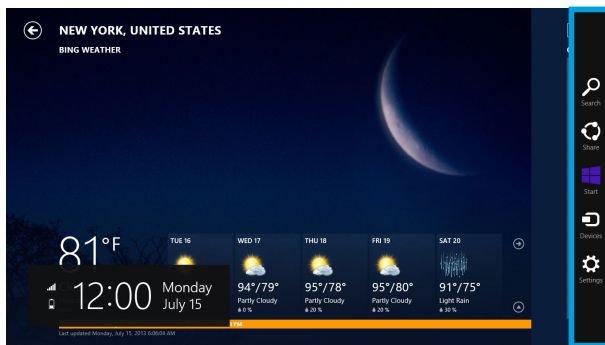 NEW YORK, UNITED STATES
BING WEATHER
81°F
TUE 16
WED 17
94°/79°
Partly Cloudy
0 %
THU 18
95°/78°
Partly Cloudy
20 %
FRI 19
95°/80°
Partly Cloudy
20 %
SAT 20
91°/75°
Light Rain
30 %
12:00
Monday
July 15
PM
Last updated Monday, July 15, 2013 6:06:04 AM
Search
Share
Start
Devices
Settings